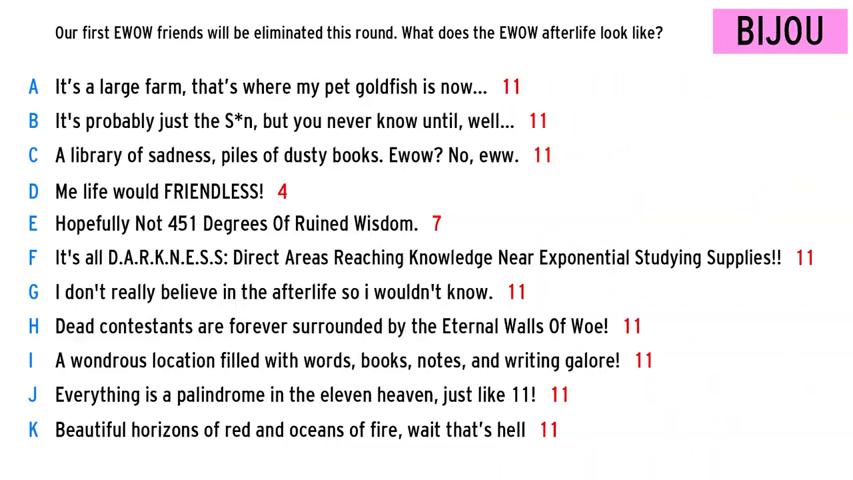 Our first EWOW friends will be eliminated this round. What does the EWOW afterlife look like?
BIJOU
A It's a large farm, that's where my pet goldfish is now... 11
B It's probably just the S*n, but you never know until, well... 11
C A library of sadness, piles of dusty books. Ewow? No, eww. 11
D Me life would FRIENDLESS! 4
E Hopefully Not 451 Degrees Of Ruined Wisdom. 7
F It's all D.A.R.K.N.E.S.S: Direct Areas Reaching Knowledge Near Exponential Studying Supplies!! 11
G I don't really believe in the afterlife so i wouldn't know. 11
H Dead contestants are forever surrounded by the Eternal Walls Of Woe! 11
I A wondrous location filled with words, books, notes, and writing galore! 11
J Everything is a palindrome in the eleven heaven, just like 11! 11
K Beautiful horizons of red and oceans of fire, wait that's hell 11